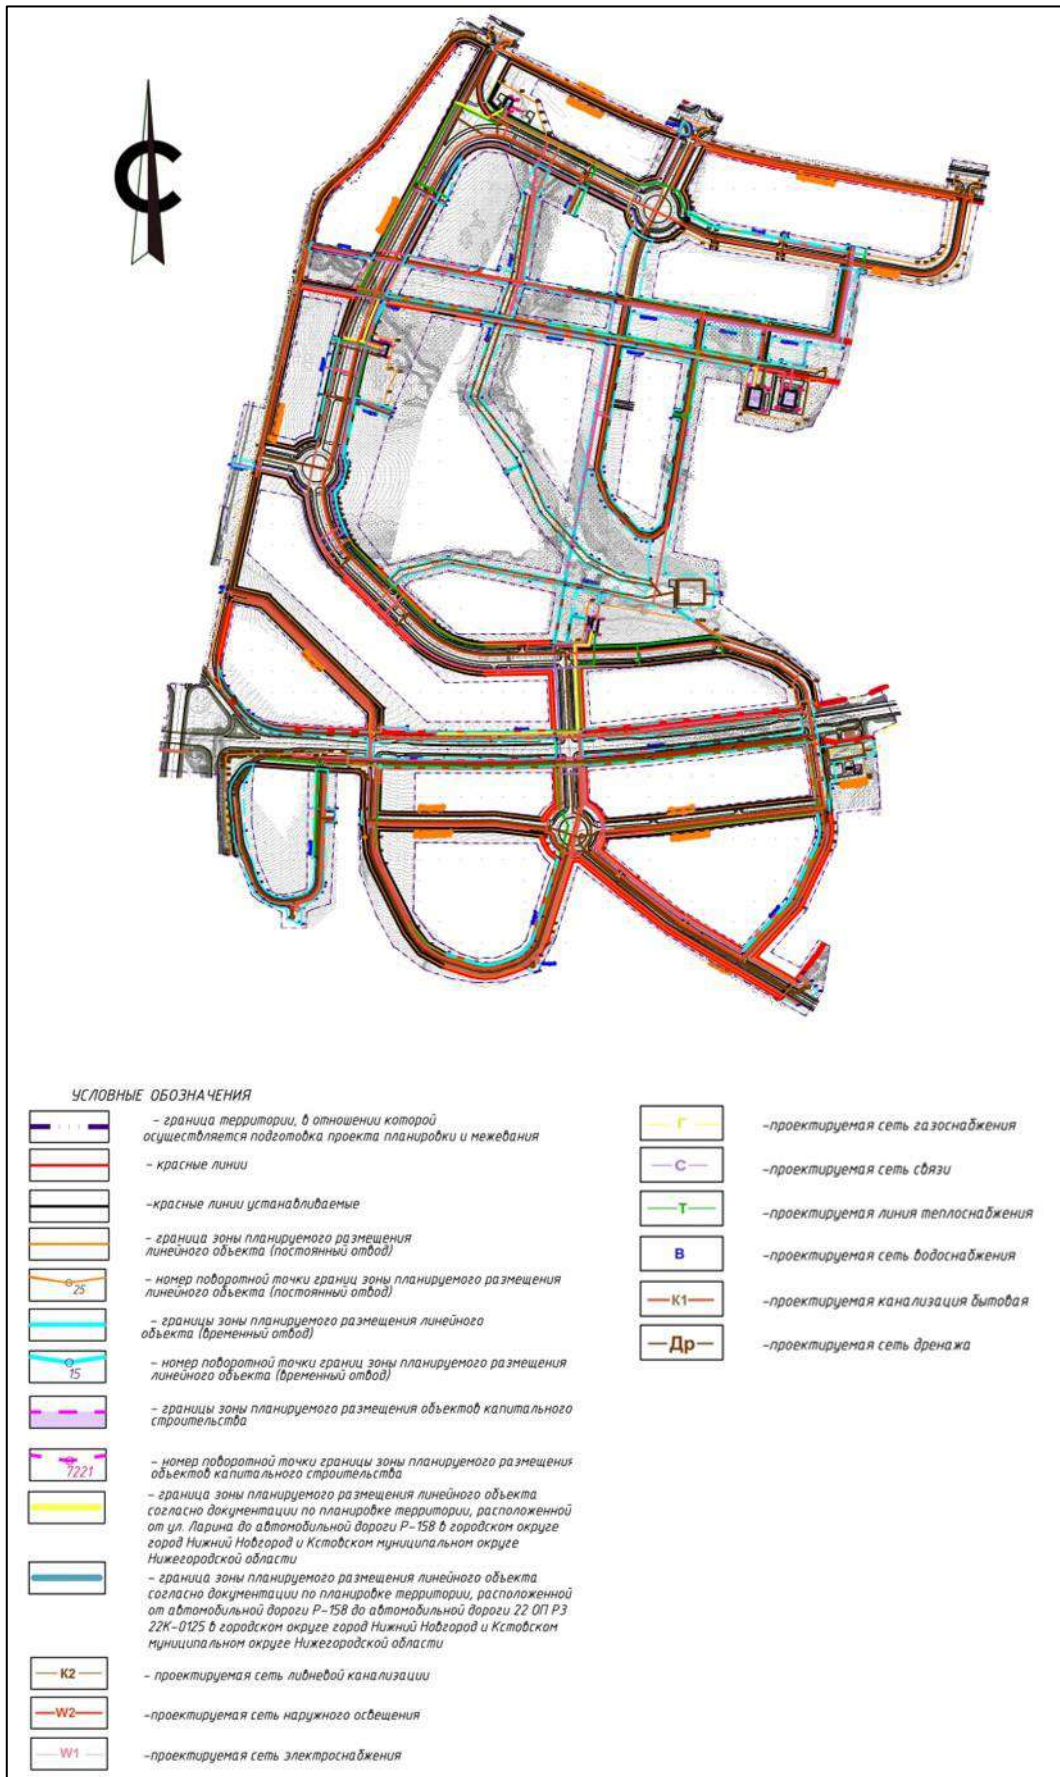 С
УСЛОВНЫЕ ОБОЗНАЧЕНИЯ
- граница территории, в отношении которой
осуществляется подготовка проекта планировки и межевания
- красные линии
-красные линии устанавливаемые
- граница зоны планируемого размещения
линейного объекта (постоянный отвод)
25
- номер поворотной точки границ зоны планируемого размещения
линейного объекта (постоянный отвод)
- границы зоны планируемого размещения линейного
объекта (временный отвод)
15
- номер поворотной точки границ зоны планируемого размещения
линейного объекта (временный отвод)
- границы зоны планируемого размещения объектов капитального
строительства
7221
- номер поворотной точки границы зоны планируемого размещения
объектов капитального строительства
- граница зоны планируемого размещения линейного объекта
согласно документации по планировке территории, расположенной
от ул. Ларина до автомобильной дороги Р-158 в городском округе
город Нижний Новгород и Кстовском муниципальном округе
Нижегородской области
- граница зоны планируемого размещения линейного объекта
согласно документации по планировке территории, расположенной
от автомобильной дороги Р-158 до автомобильной дороги 22 ОП РЗ
22К-0125 в городском округе город Нижний Новгород и Кстовском
муниципальном округе Нижегородской области
К2
- проектируемая сеть ливневой канализации
W2
-проектируемая сеть наружного освещения
W1
-проектируемая сеть электроснабжения
Г
-проектируемая сеть газоснабжения
С
-проектируемая сеть связи
Т
-проектируемая линия теплоснабжения
В
-проектируемая сеть водоснабжения
К1
-проектируемая канализация бытовая
Др
-проектируемая сеть дренажа